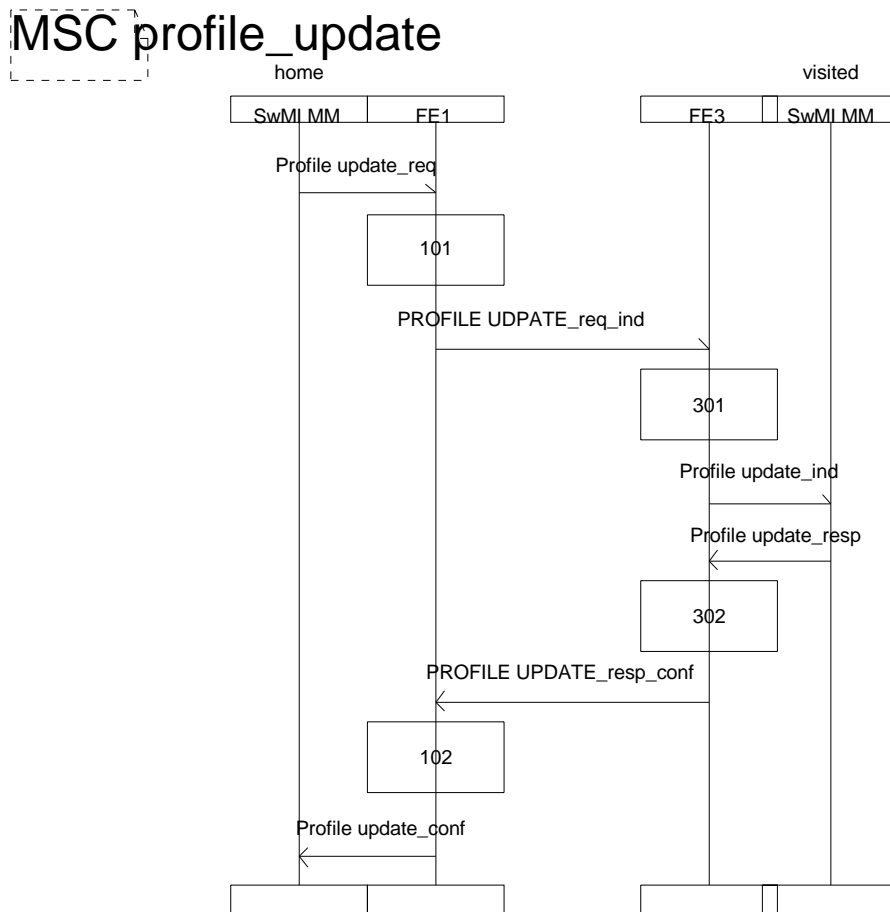 MSC profile_update
home
visited
SwMI MM
FE1
FE3
SwMI MM
Profile update_req
101
PROFILE UDPATE_req_ind
301
Profile update_ind
Profile update_resp
302
PROFILE UPDATE_resp_conf
102
Profile update_conf